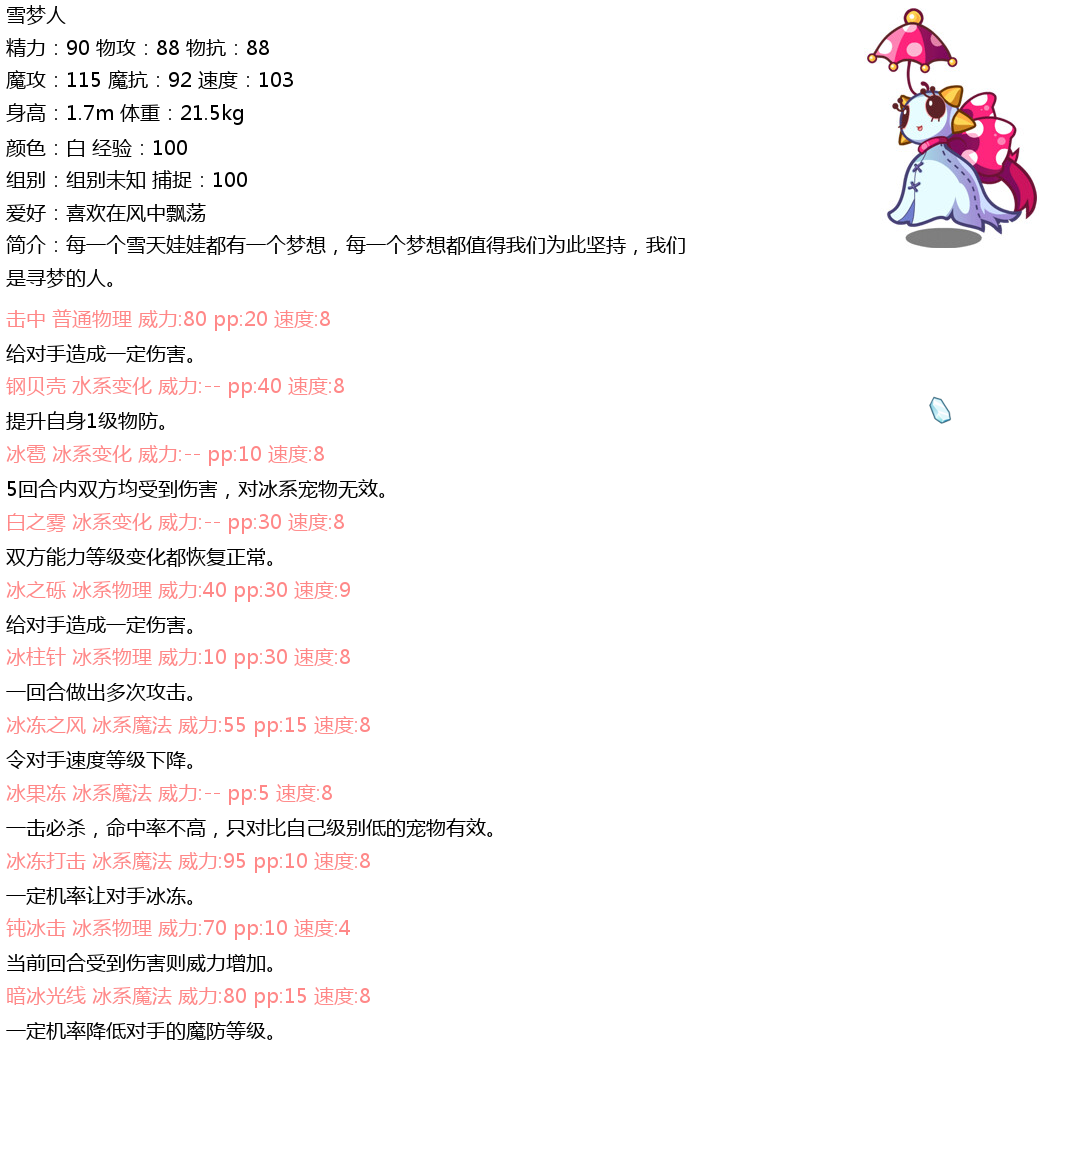 雪梦人
精力：90 物攻：88 物抗：88
魔攻：115 魔抗：92 速度：103
身高：1.7m 体重：21.5kg
颜色：白 经验：100
组别：组别未知 捕捉：100
爱好：喜欢在风中飘荡
简介：每一个雪天娃娃都有一个梦想，每一个梦想都值得我们为此坚持，我们
是寻梦的人。
击中 普通物理 威力:80 pp:20 速度:8
给对手造成一定伤害。
钢贝壳 水系变化 威力:-- pp:40 速度:8
提升自身1级物防。
冰雹 冰系变化 威力:-- pp:10 速度:8
5回合内双方均受到伤害，对冰系宠物无效。
白之雾 冰系变化 威力:-- pp:30 速度:8
双方能力等级变化都恢复正常。
冰之砾 冰系物理 威力:40 pp:30 速度:9
给对手造成一定伤害。
冰柱针 冰系物理 威力:10 pp:30 速度:8
一回合做出多次攻击。
冰冻之风 冰系魔法 威力:55 pp:15 速度:8
令对手速度等级下降。
冰果冻 冰系魔法 威力:-- pp:5 速度:8
一击必杀，命中率不高，只对比自己级别低的宠物有效。
冰冻打击 冰系魔法 威力:95 pp:10 速度:8
一定机率让对手冰冻。
钝冰击 冰系物理 威力:70 pp:10 速度:4
当前回合受到伤害则威力增加。
暗冰光线 冰系魔法 威力:80 pp:15 速度:8
一定机率降低对手的魔防等级。